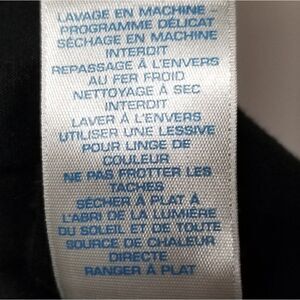 LAVAGE EN MACHINE -
PROGRAMME DÉLICAT
SÉCHAGE EN MACHINE
INTERDIT
REPASSAGE À L'ENVERS
AU FER FROID
NETTOYAGE À SEC
INTERDIT
LAVER À L'ENVERS
UTILISER UNE LESSIVE
POUR LINGE DE
COULEUR
NE PAS FROTTER LES
TACHES
SÉCHER À PLAT À
L'ABRI DE LA LUMIÈRE
DU SOLEIL ET DE TOUTE
SOURCE DE CHALEUR
DIRECTE
RANGER À PLAT